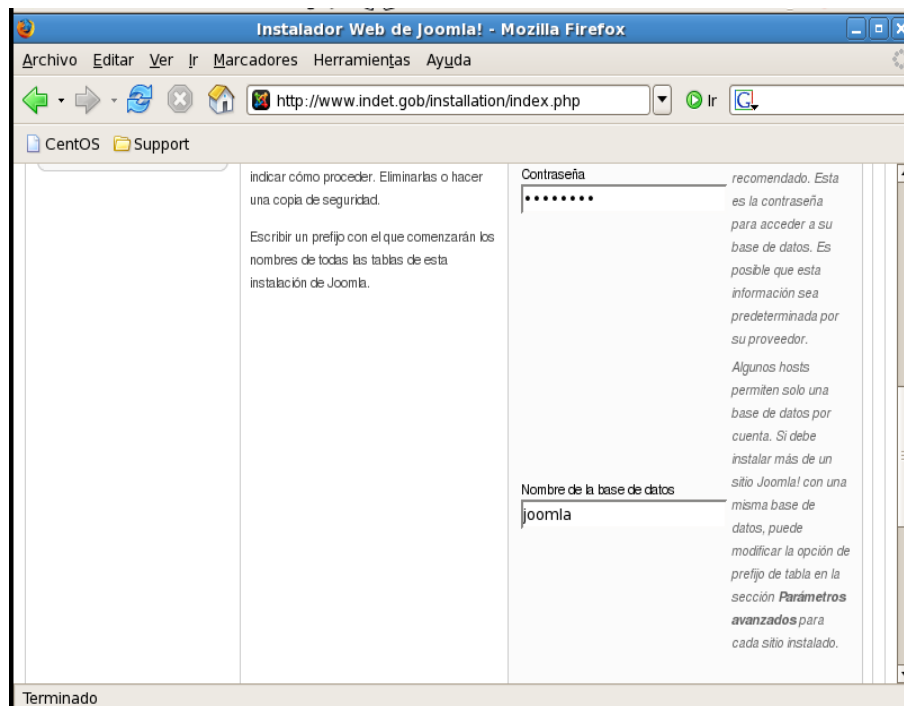 Instalador Web de Joomla! - Mozilla Firefox
Archivo Editar Ver Ir Marcadores Herramientas Ayuda
http://www.indet.gob/installation/index.php Ir G
CentOS Support
indicar cómo proceder. Eliminarlas o hacer
una copia de seguridad.
Escribir un prefijo con el que comenzarán los
nombres de todas las tablas de esta
instalación de Joomla.
Contraseña
••••••••
Nombre de la base de datos
joomla
recomendado. Esta
es la contraseña
para acceder a su
base de datos. Es
posible que esta
información sea
predeterminada por
su proveedor.
Algunos hosts
permiten solo una
base de datos por
cuenta. Si debe
instalar más de un
sitio Joomla! con una
misma base de
datos, puede
modificar la opción de
prefijo de tabla en la
sección Parámetros
avanzados para
cada sitio instalado.
Terminado